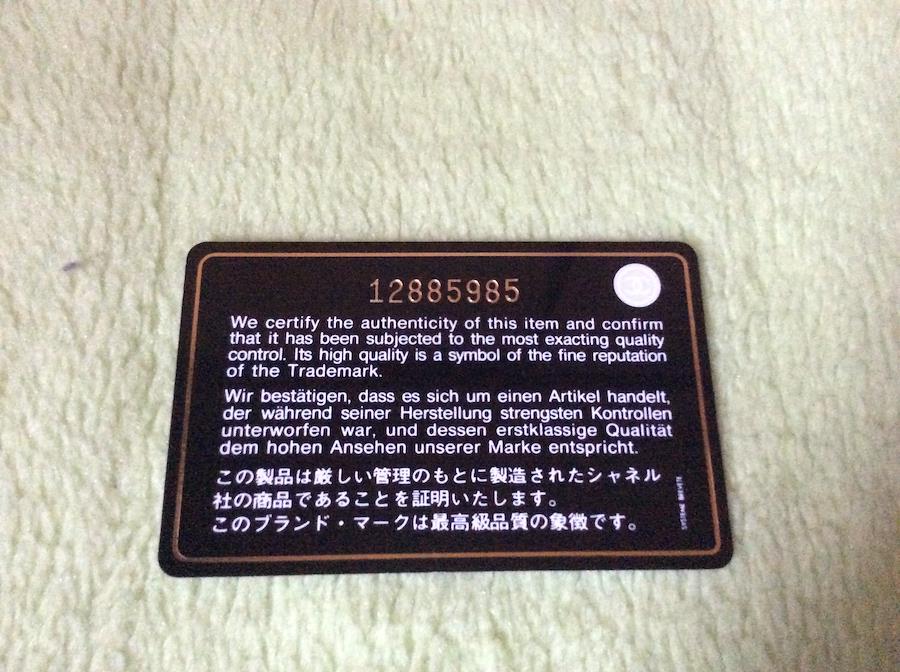 12885985
We certify the authenticity of this item and confirm
that it has been subjected to the most exacting quality
control. Its high quality is a symbol of the fine reputation
of the Trademark.
Wir bestätigen, dass es sich um einen Artikel handelt,
der während seiner Herstellung strengsten Kontrollen
unterworfen war, und dessen erstklassige Qualität
dem hohen Ansehen unserer Marke entspricht.
この製品は厳しい管理のもとに製造されたシャネル
社の商品であることを証明いたします。
このブランド・マークは最高級品質の象徴です。
SYSTEME BREVETE